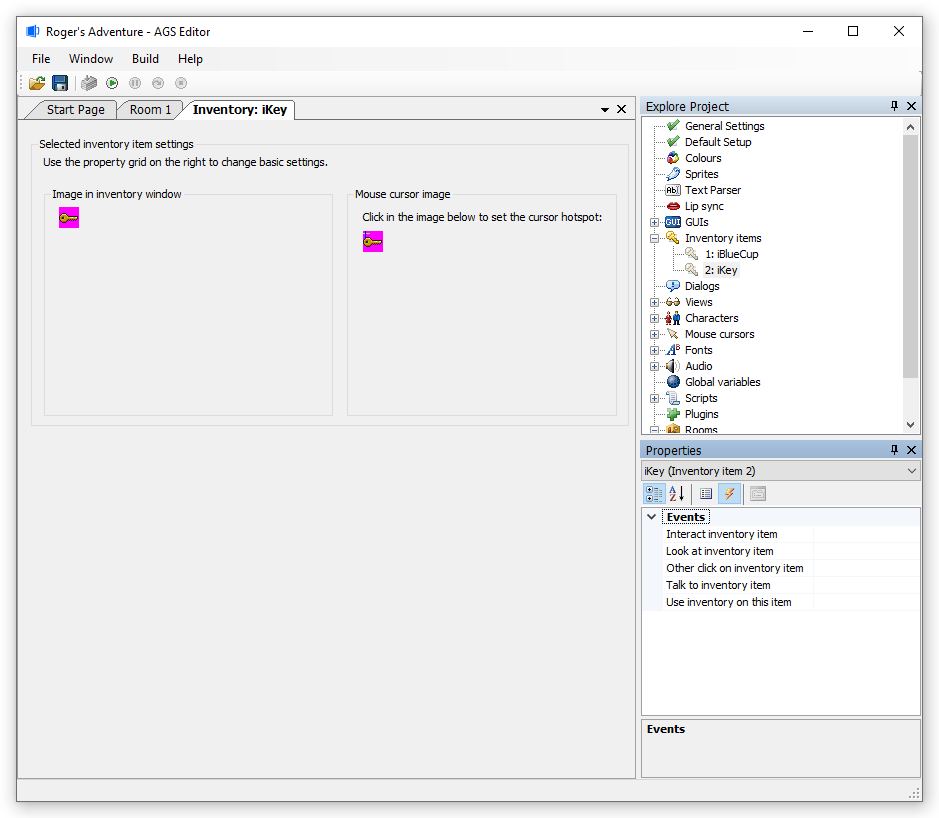 Roger's Adventure - AGS Editor
File Window Build Help
Start Page Room 1 Inventory: iKey
Selected inventory item settings
Use the property grid on the right to change basic settings.
Image in inventory window
Mouse cursor image
Click in the image below to set the cursor hotspot:
Explore Project
General Settings
Default Setup
Colours
Sprites
Abl Text Parser
Lip sync
GUI GUIs
Inventory items
1: iBlueCup
2: iKey
Dialogs
Views
Characters
Mouse cursors
Fonts
Audio
Global variables
Scripts
Plugins
Rooms
Properties
iKey (Inventory item 2)
Events
Interact inventory item
Look at inventory item
Other click on inventory item
Talk to inventory item
Use inventory on this item
Events